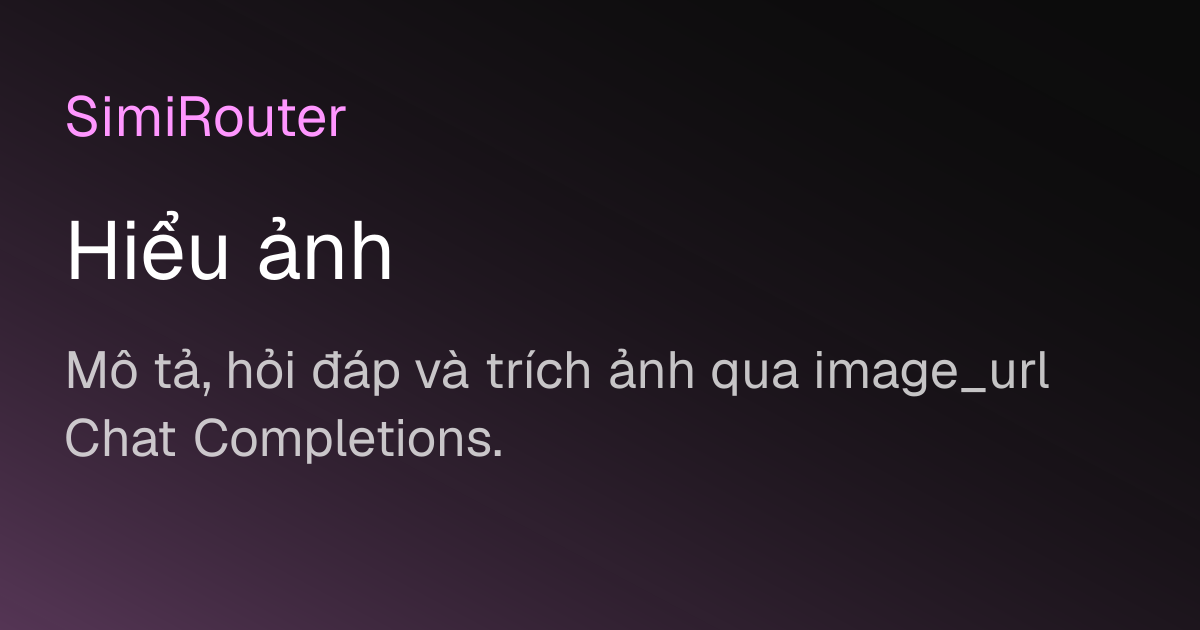 SimiRouter
Hiểu ảnh
Mô tả, hỏi đáp và trích ảnh qua image_url
Chat Completions.